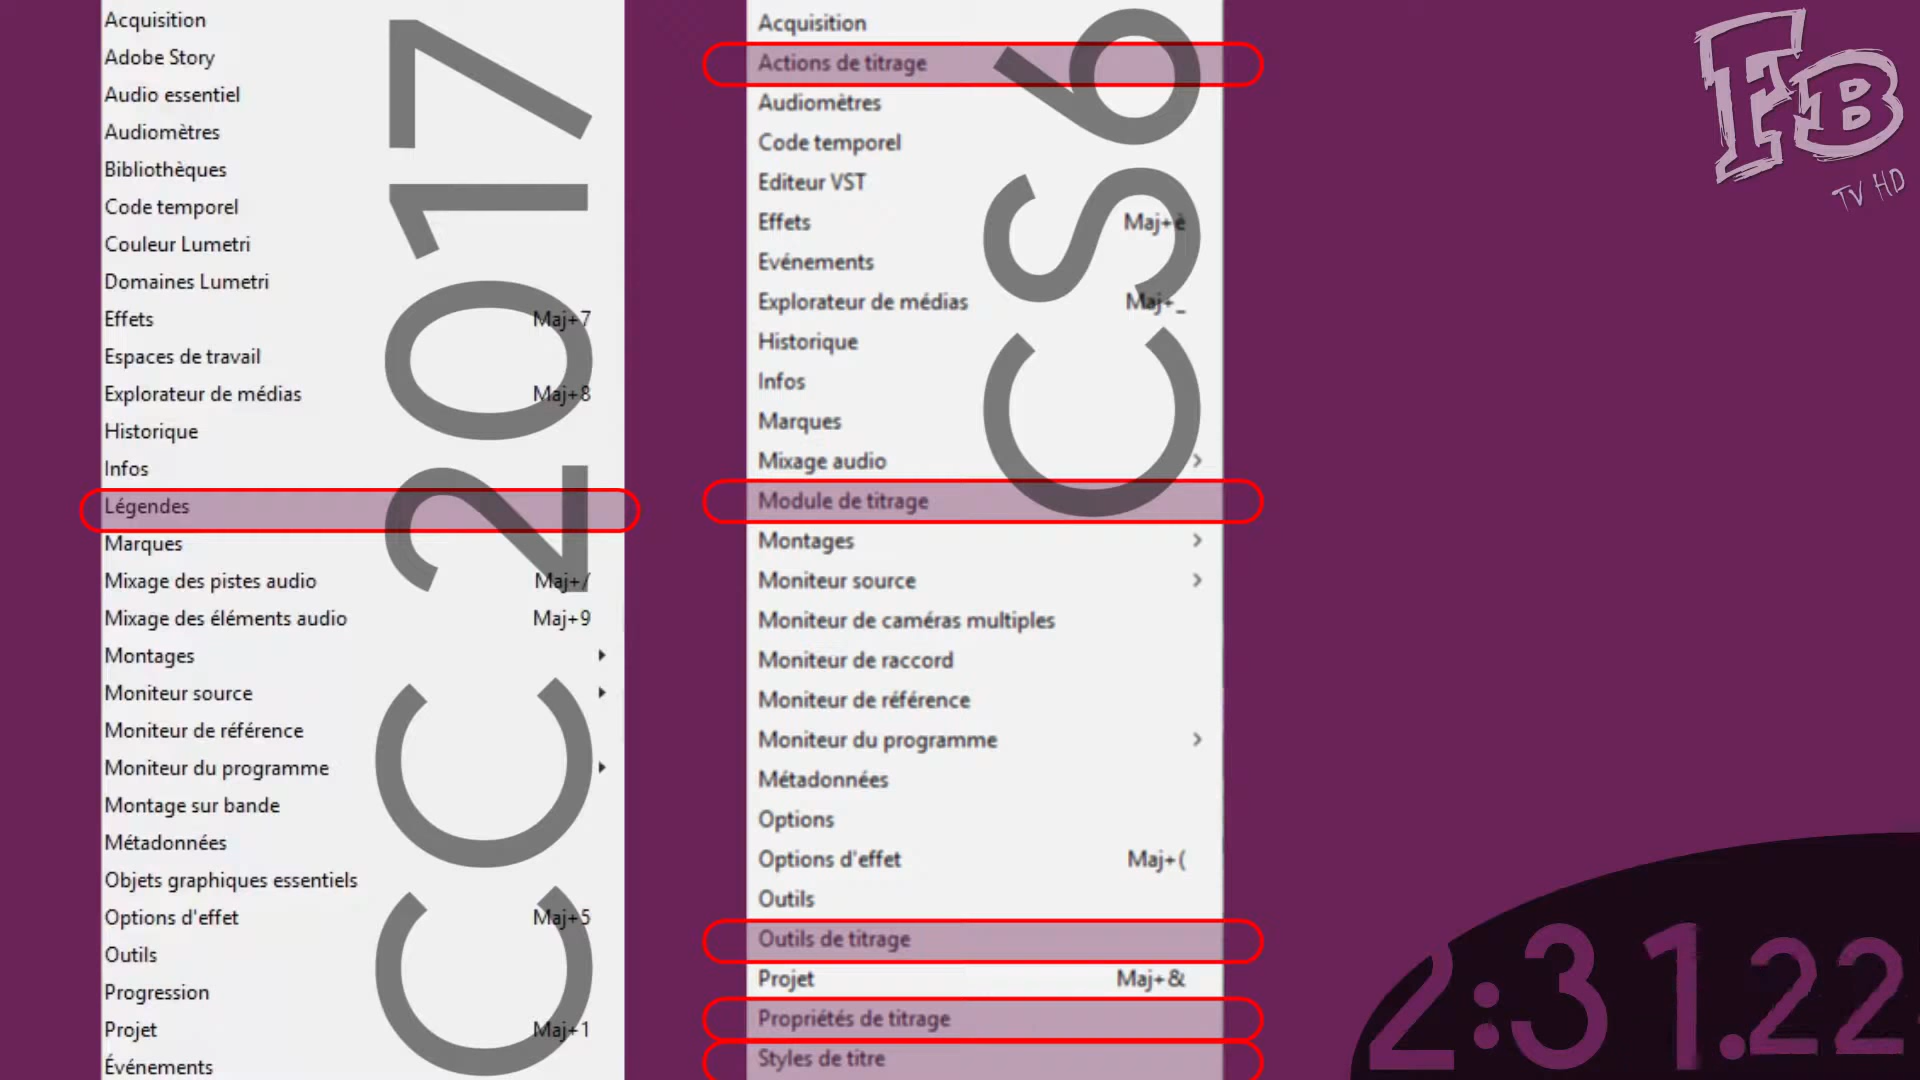 Acquisition
Adobe Story
Audio essentiel
Audiomètres
Bibliothèques
Code temporel
Couleur Lumetri
Domaines Lumetri
Effets Maj+7
Espaces de travail
Explorateur de médias Maj+8
Historique
Infos
Légendes
Marques
Mixage des pistes audio Maj+/
Mixage des éléments audio Maj+9
Montages
Moniteur source
Moniteur de référence
Moniteur du programme
Montage sur bande
Métadonnées
Objets graphiques essentiels
Options d'effet Maj+5
Outils
Progression
Projet Maj+1
Événements
CC 2017
Acquisition
Actions de titrage
Audiomètres
Code temporel
Editeur VST
Effets Maj+è
Evénements
Explorateur de médias Maj+_
Historique
Infos
Marques
Mixage audio
Module de titrage
Montages
Moniteur source
Moniteur de caméras multiples
Moniteur de raccord
Moniteur de référence
Moniteur du programme
Métadonnées
Options
Options d'effet Maj+(
Outils
Outils de titrage
Projet Maj+&
Propriétés de titrage
Styles de titre
CS6
FB
TV HD
2:31.22